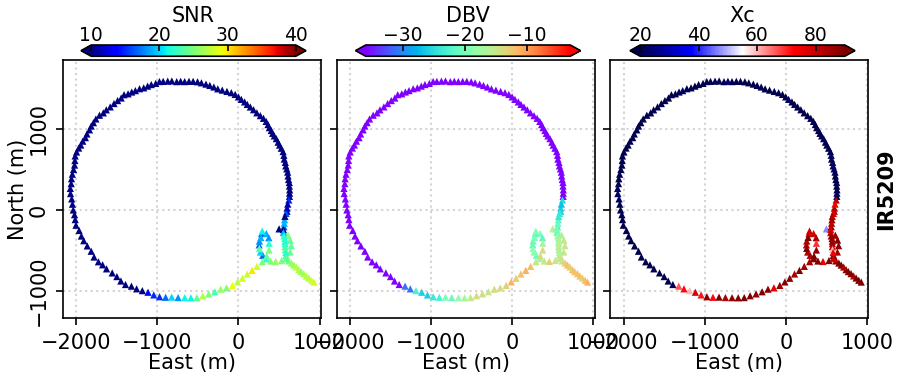 SNR DBV Xc
10 20 30 40 −30 −20 −10 20 40 60 80
North (m)
1000
0
−1000
IR5209
−2000 −1000 0 1000 −2000 −1000 0 1000 −2000 −1000 0 1000
East (m) East (m) East (m)